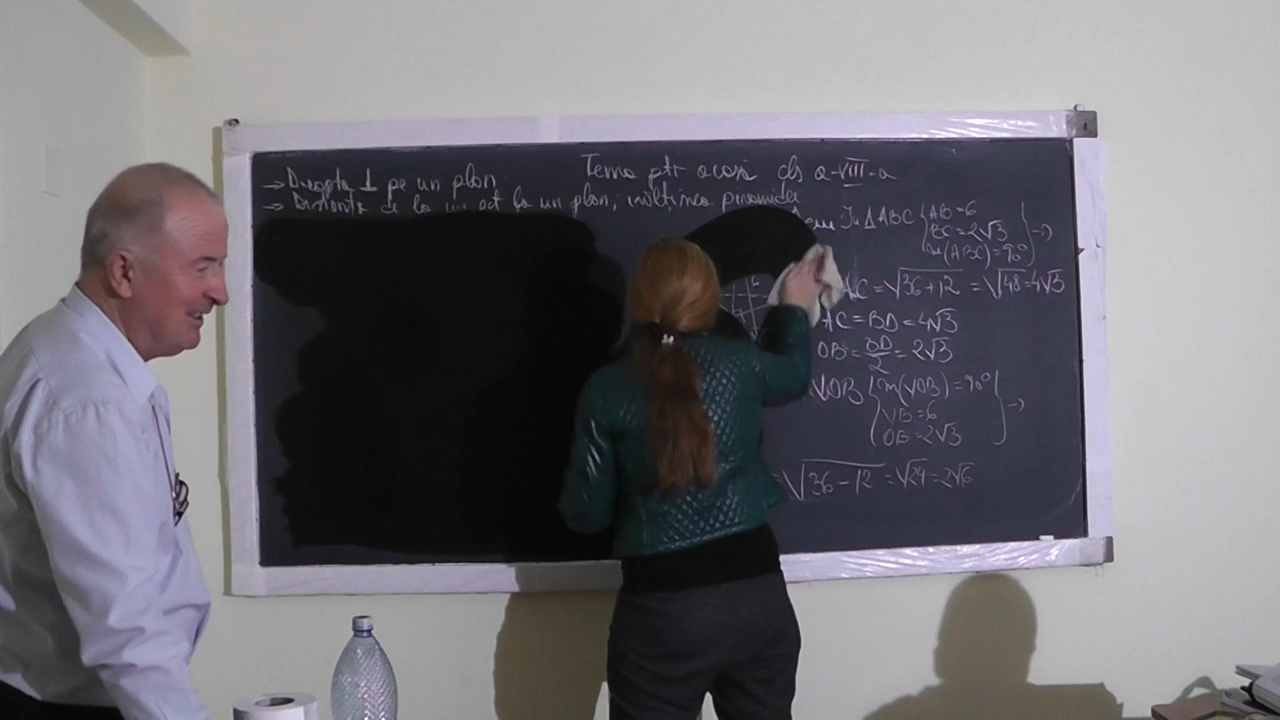 Tema ptr acasă cls a-VIII-a
→ Dreapta ⊥ pe un plan
→ Distanța de la un pct la un plan; înălțimea piramidei
În ΔABC { AB=6
BC=2√3
m(ABC)=90° } →
AC=√36+12 =√48=4√3
AC=BD=4√3
OB=BD/2=2√3
VOB { m(VOB)=90°
VB=6
OB=2√3 } →
=√36-12=√24=2√6